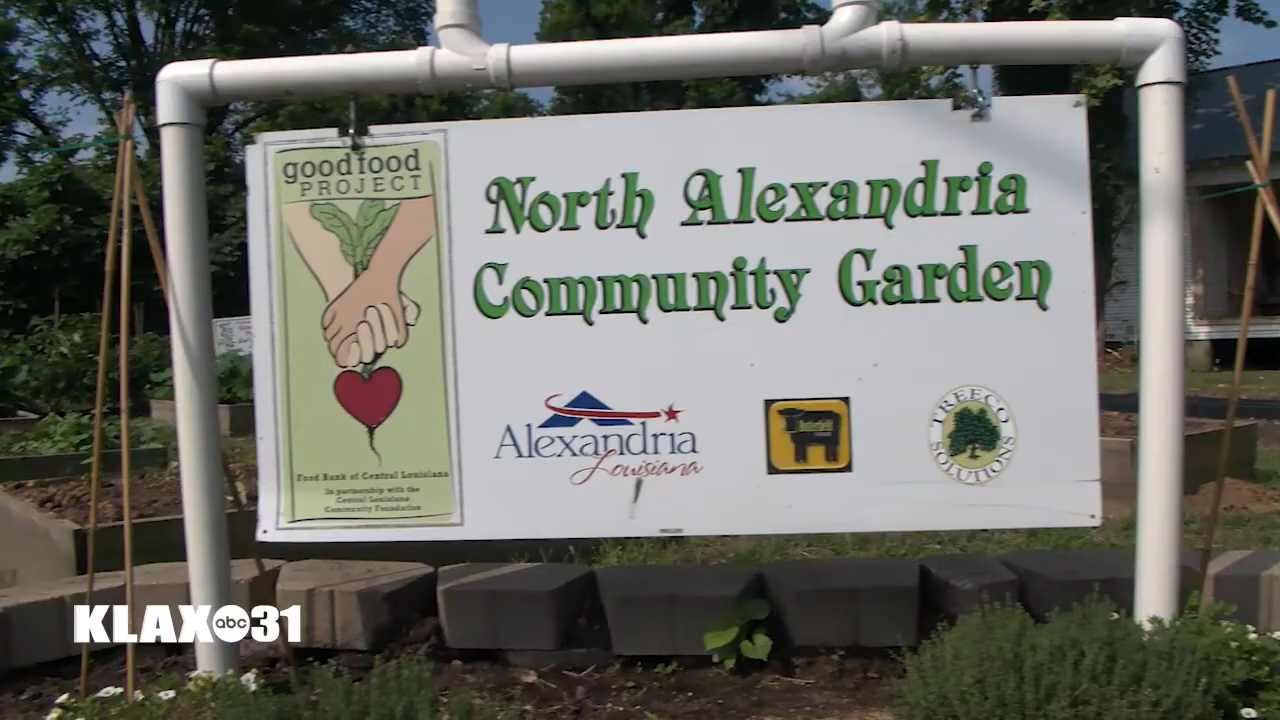 goodfood
PROJECT
North Alexandria
Community Garden
Food Bank of Central Louisiana
In partnership with the
Central Louisiana
Community Foundation
Alexandria
Louisiana
TREECO
SOLUTIONS
KLAX abc 31